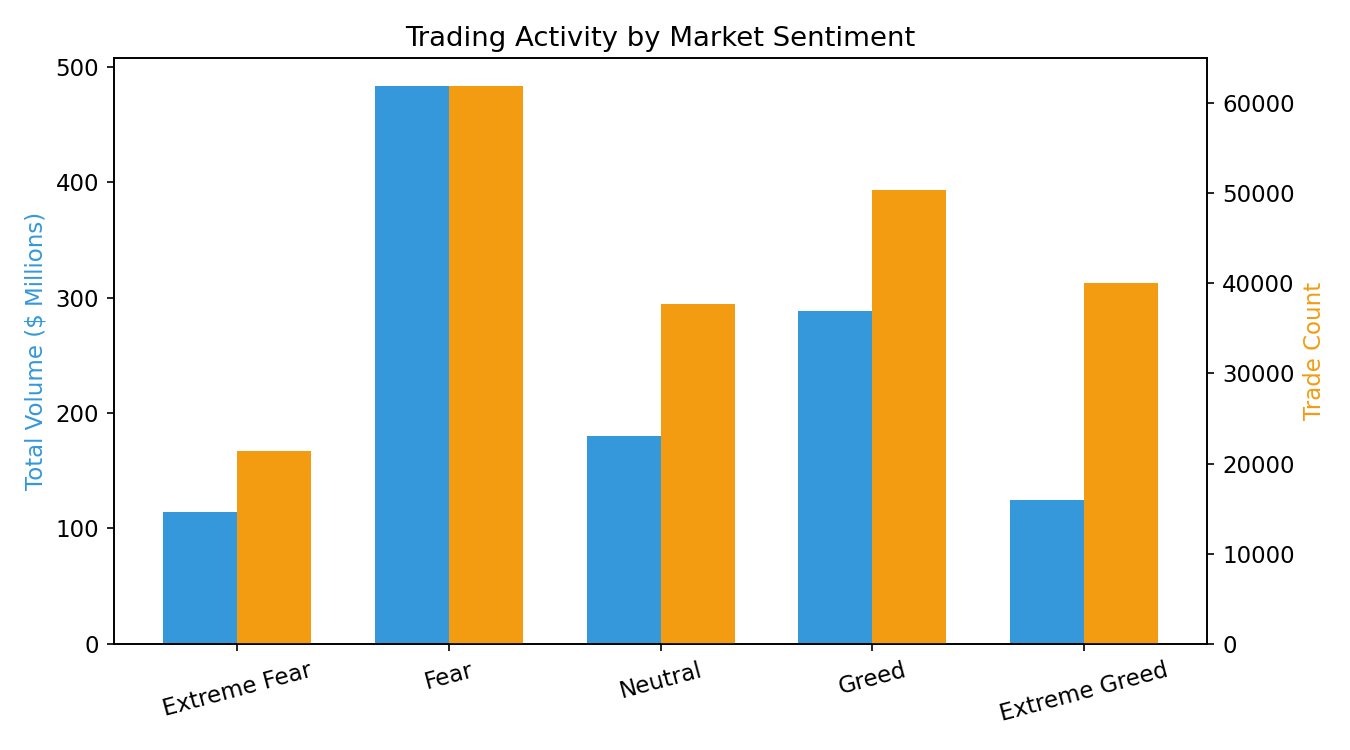 Trading Activity by Market Sentiment
Total Volume ($ Millions)
500
400
300
200
100
0
60000
50000
40000
30000
20000
10000
0
Trade Count
Extreme Fear
Fear
Neutral
Greed
Extreme Greed